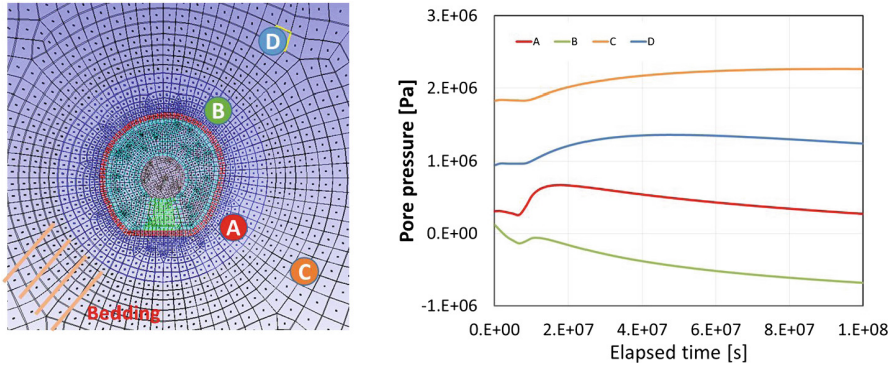 D
B
A
C
Bedding
3.E+06
2.E+06
1.E+06
0.E+00
-1.E+06
Pore pressure [Pa]
A B C D
0.E+00 2.E+07 4.E+07 6.E+07 8.E+07 1.E+08
Elapsed time [s]